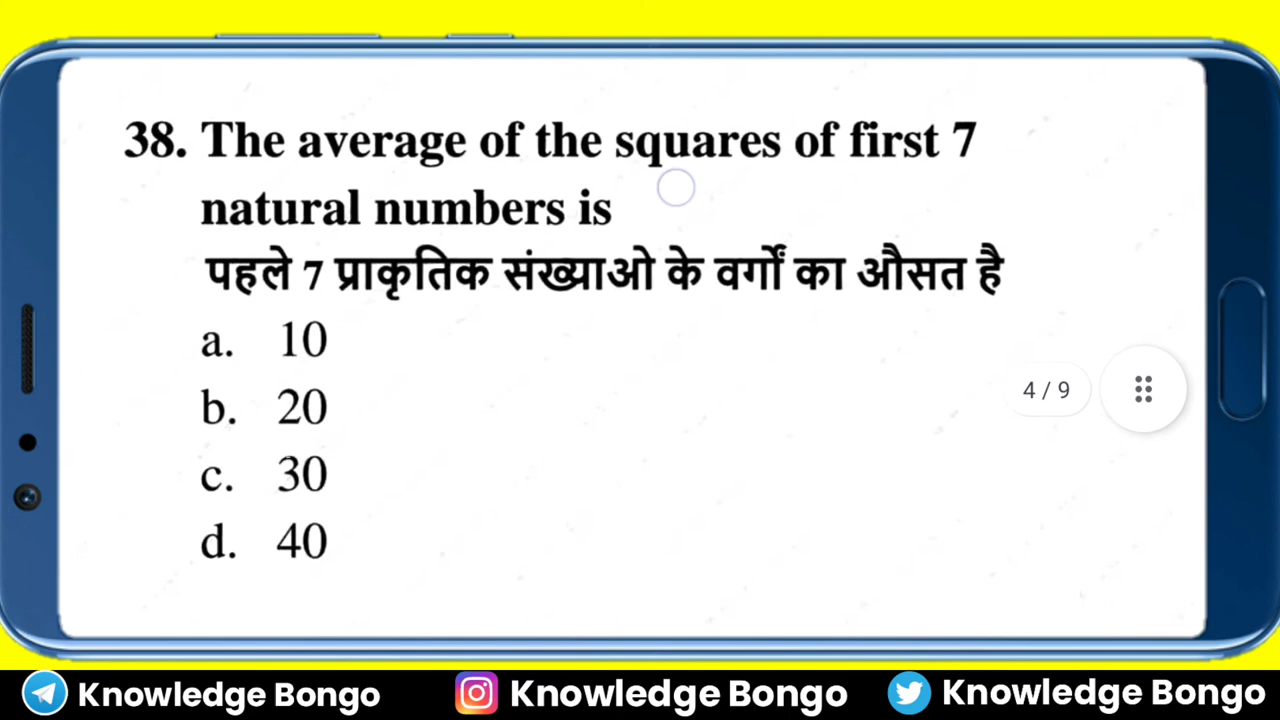 38. The average of the squares of first 7
natural numbers is
पहले 7 प्राकृतिक संख्याओ के वर्गों का औसत है
a. 10
b. 20
c. 30
d. 40
4 / 9
Knowledge Bongo Knowledge Bongo Knowledge Bongo